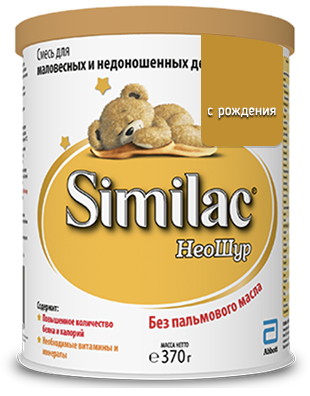 Смесь для
маловесных и недоношенных
с рождения
Similac®
НеоШур
Содержит:
• Повышенное количество
белка и калорий
• Необходимые витамины и
минералы
Без пальмового масла
МАССА НЕТТО
℮370 г
Abbott